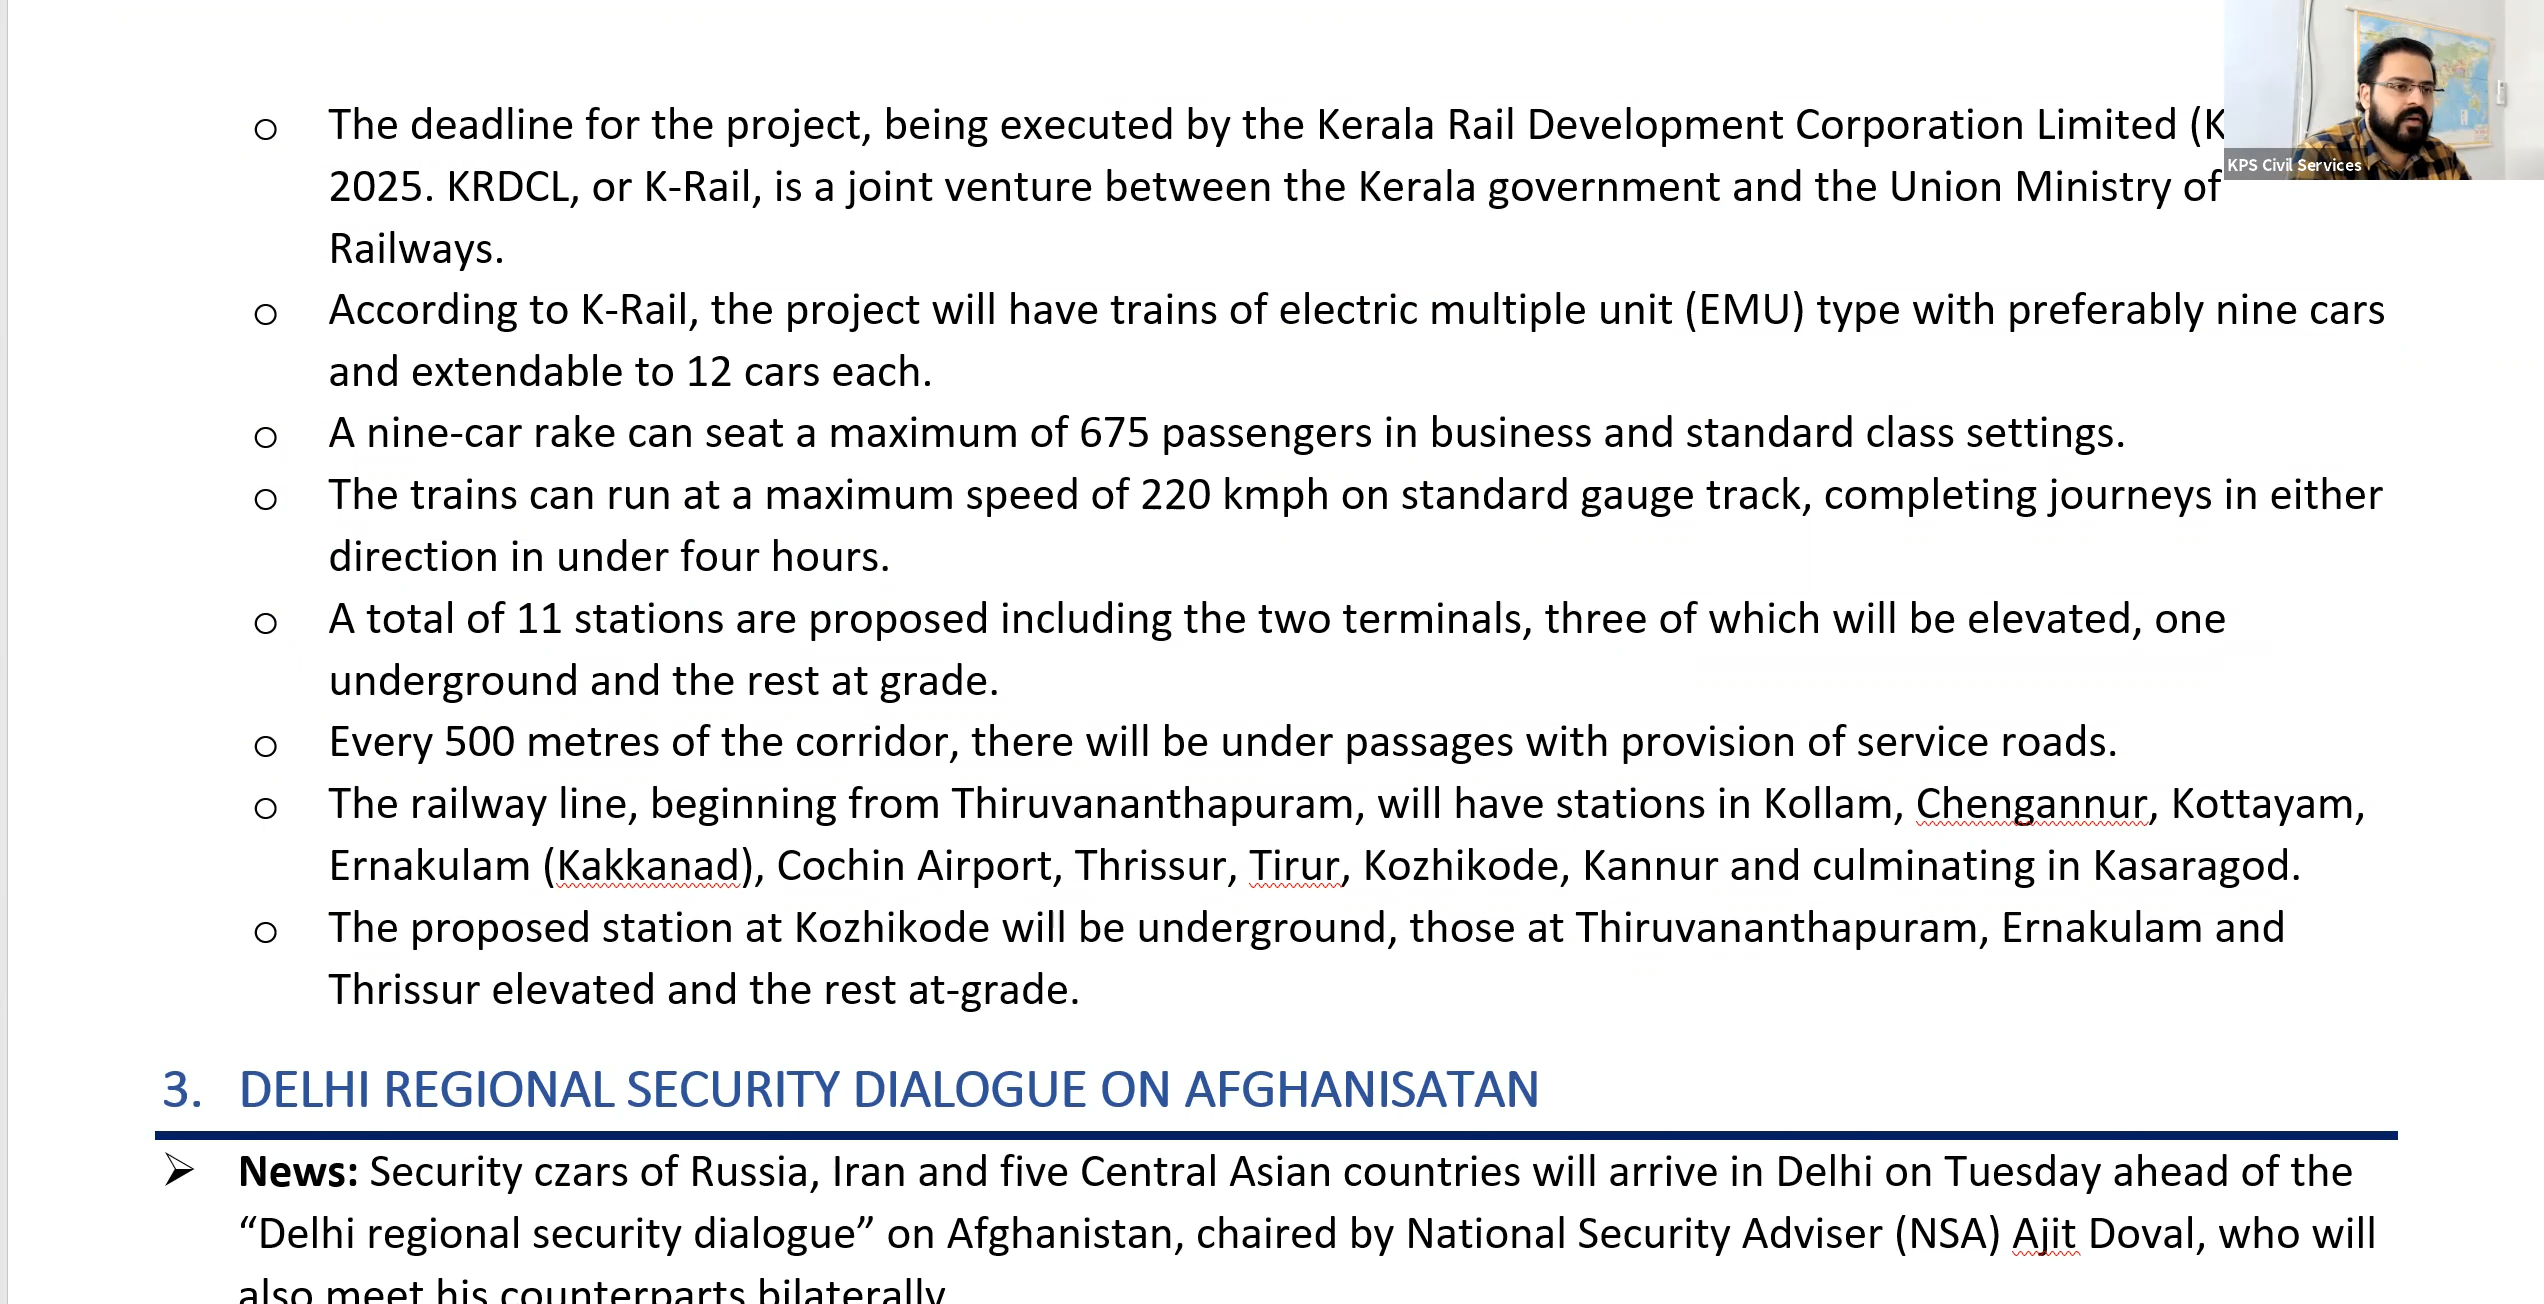 o The deadline for the project, being executed by the Kerala Rail Development Corporation Limited (K
2025. KRDCL, or K-Rail, is a joint venture between the Kerala government and the Union Ministry of
Railways.
o According to K-Rail, the project will have trains of electric multiple unit (EMU) type with preferably nine cars
and extendable to 12 cars each.
o A nine-car rake can seat a maximum of 675 passengers in business and standard class settings.
o The trains can run at a maximum speed of 220 kmph on standard gauge track, completing journeys in either
direction in under four hours.
o A total of 11 stations are proposed including the two terminals, three of which will be elevated, one
underground and the rest at grade.
o Every 500 metres of the corridor, there will be under passages with provision of service roads.
o The railway line, beginning from Thiruvananthapuram, will have stations in Kollam, Chengannur, Kottayam,
Ernakulam (Kakkanad), Cochin Airport, Thrissur, Tirur, Kozhikode, Kannur and culminating in Kasaragod.
o The proposed station at Kozhikode will be underground, those at Thiruvananthapuram, Ernakulam and
Thrissur elevated and the rest at-grade.
3. DELHI REGIONAL SECURITY DIALOGUE ON AFGHANISATAN
➢ News: Security czars of Russia, Iran and five Central Asian countries will arrive in Delhi on Tuesday ahead of the
“Delhi regional security dialogue” on Afghanistan, chaired by National Security Adviser (NSA) Ajit Doval, who will
also meet his counterparts bilaterally
KPS Civil Services